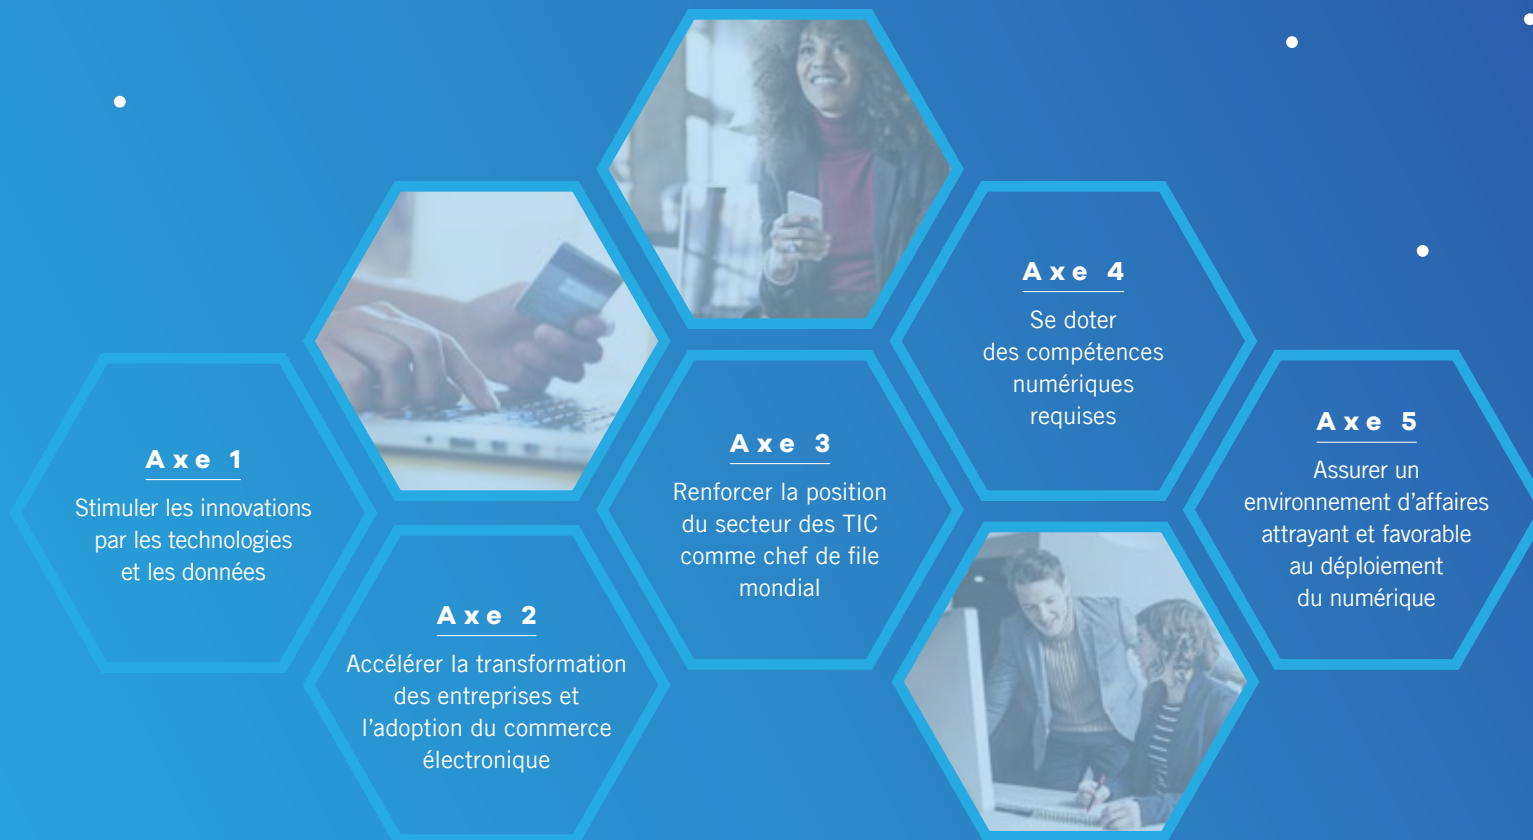 Axe 1
Stimuler les innovations
par les technologies
et les données
Axe 2
Accélérer la transformation
des entreprises et
l’adoption du commerce
électronique
Axe 3
Renforcer la position
du secteur des TIC
comme chef de file
mondial
Axe 4
Se doter
des compétences
numériques
requises
Axe 5
Assurer un
environnement d’affaires
attrayant et favorable
au déploiement
du numérique